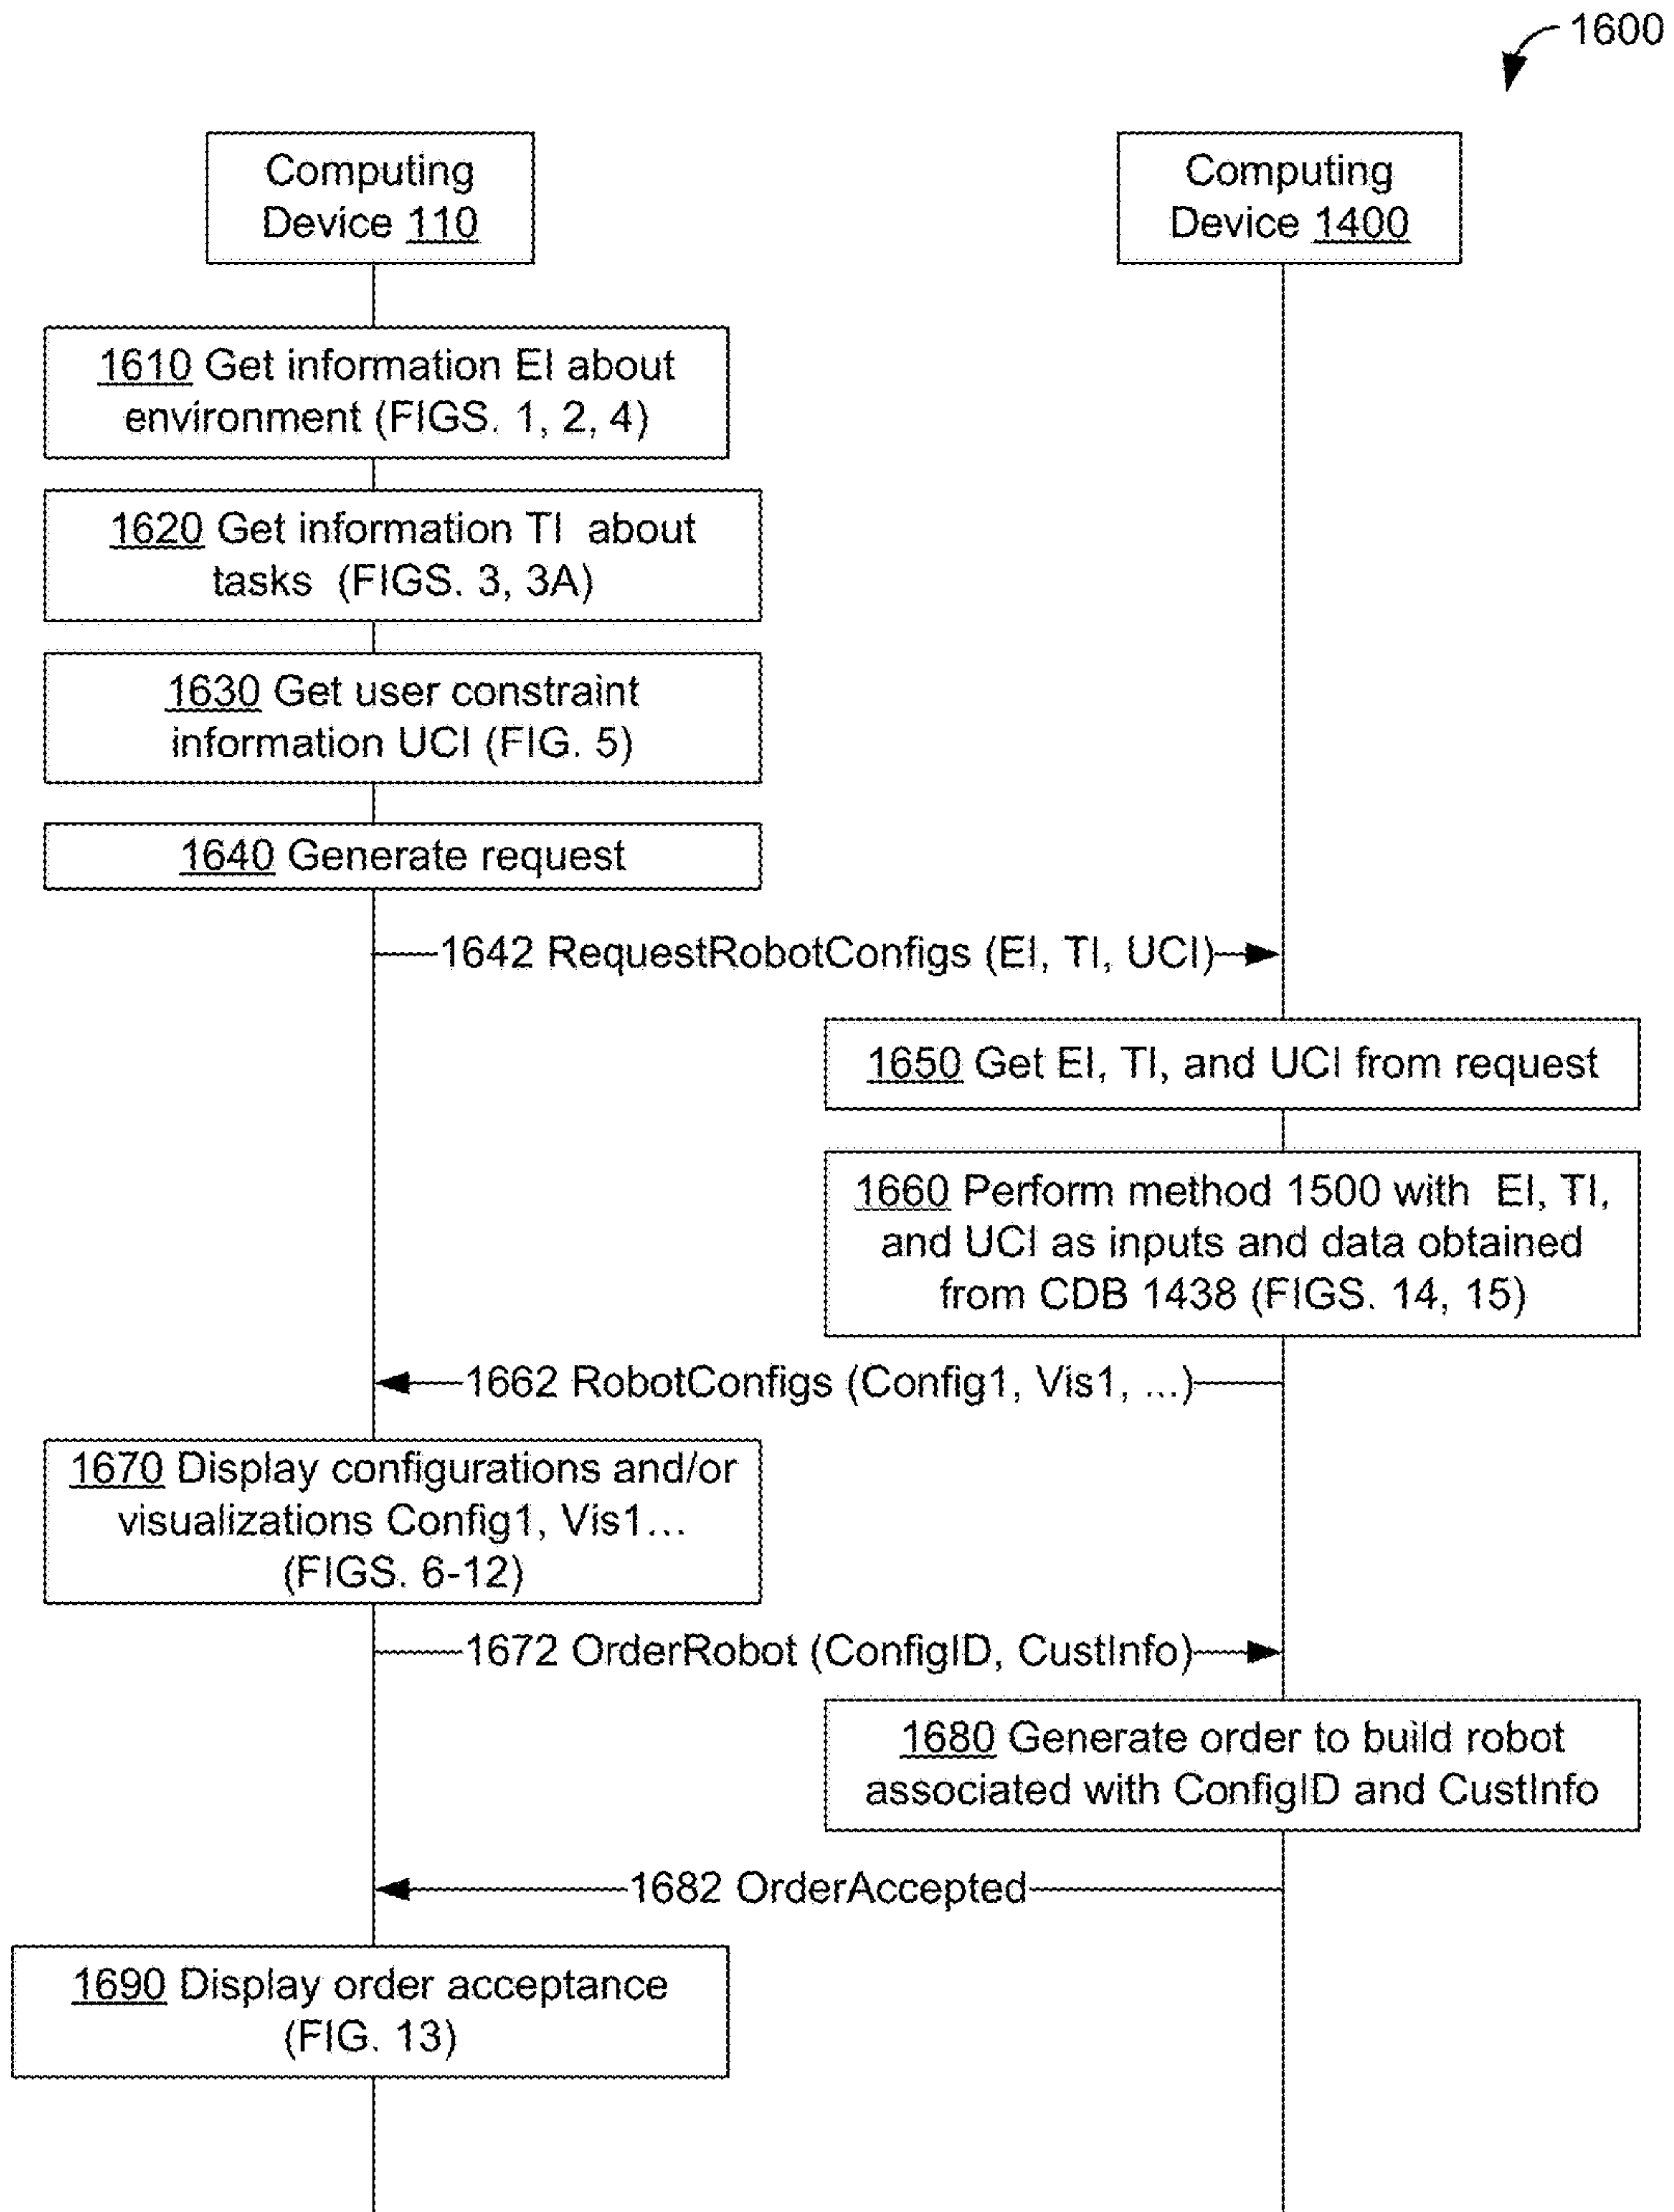 1600
Computing
Device 110
Computing
Device 1400
1610 Get information EI about
environment (FIGS. 1, 2, 4)
1620 Get information TI about
tasks (FIGS. 3, 3A)
1630 Get user constraint
information UCI (FIG. 5)
1640 Generate request
1642 RequestRobotConfigs (EI, TI, UCI)
1650 Get EI, TI, and UCI from request
1660 Perform method 1500 with EI, TI,
and UCI as inputs and data obtained
from CDB 1438 (FIGS. 14, 15)
1662 RobotConfigs (Config1, Vis1, ...)
1670 Display configurations and/or
visualizations Config1, Vis1...
(FIGS. 6-12)
1672 OrderRobot (ConfigID, CustInfo)
1680 Generate order to build robot
associated with ConfigID and CustInfo
1682 OrderAccepted
1690 Display order acceptance
(FIG. 13)